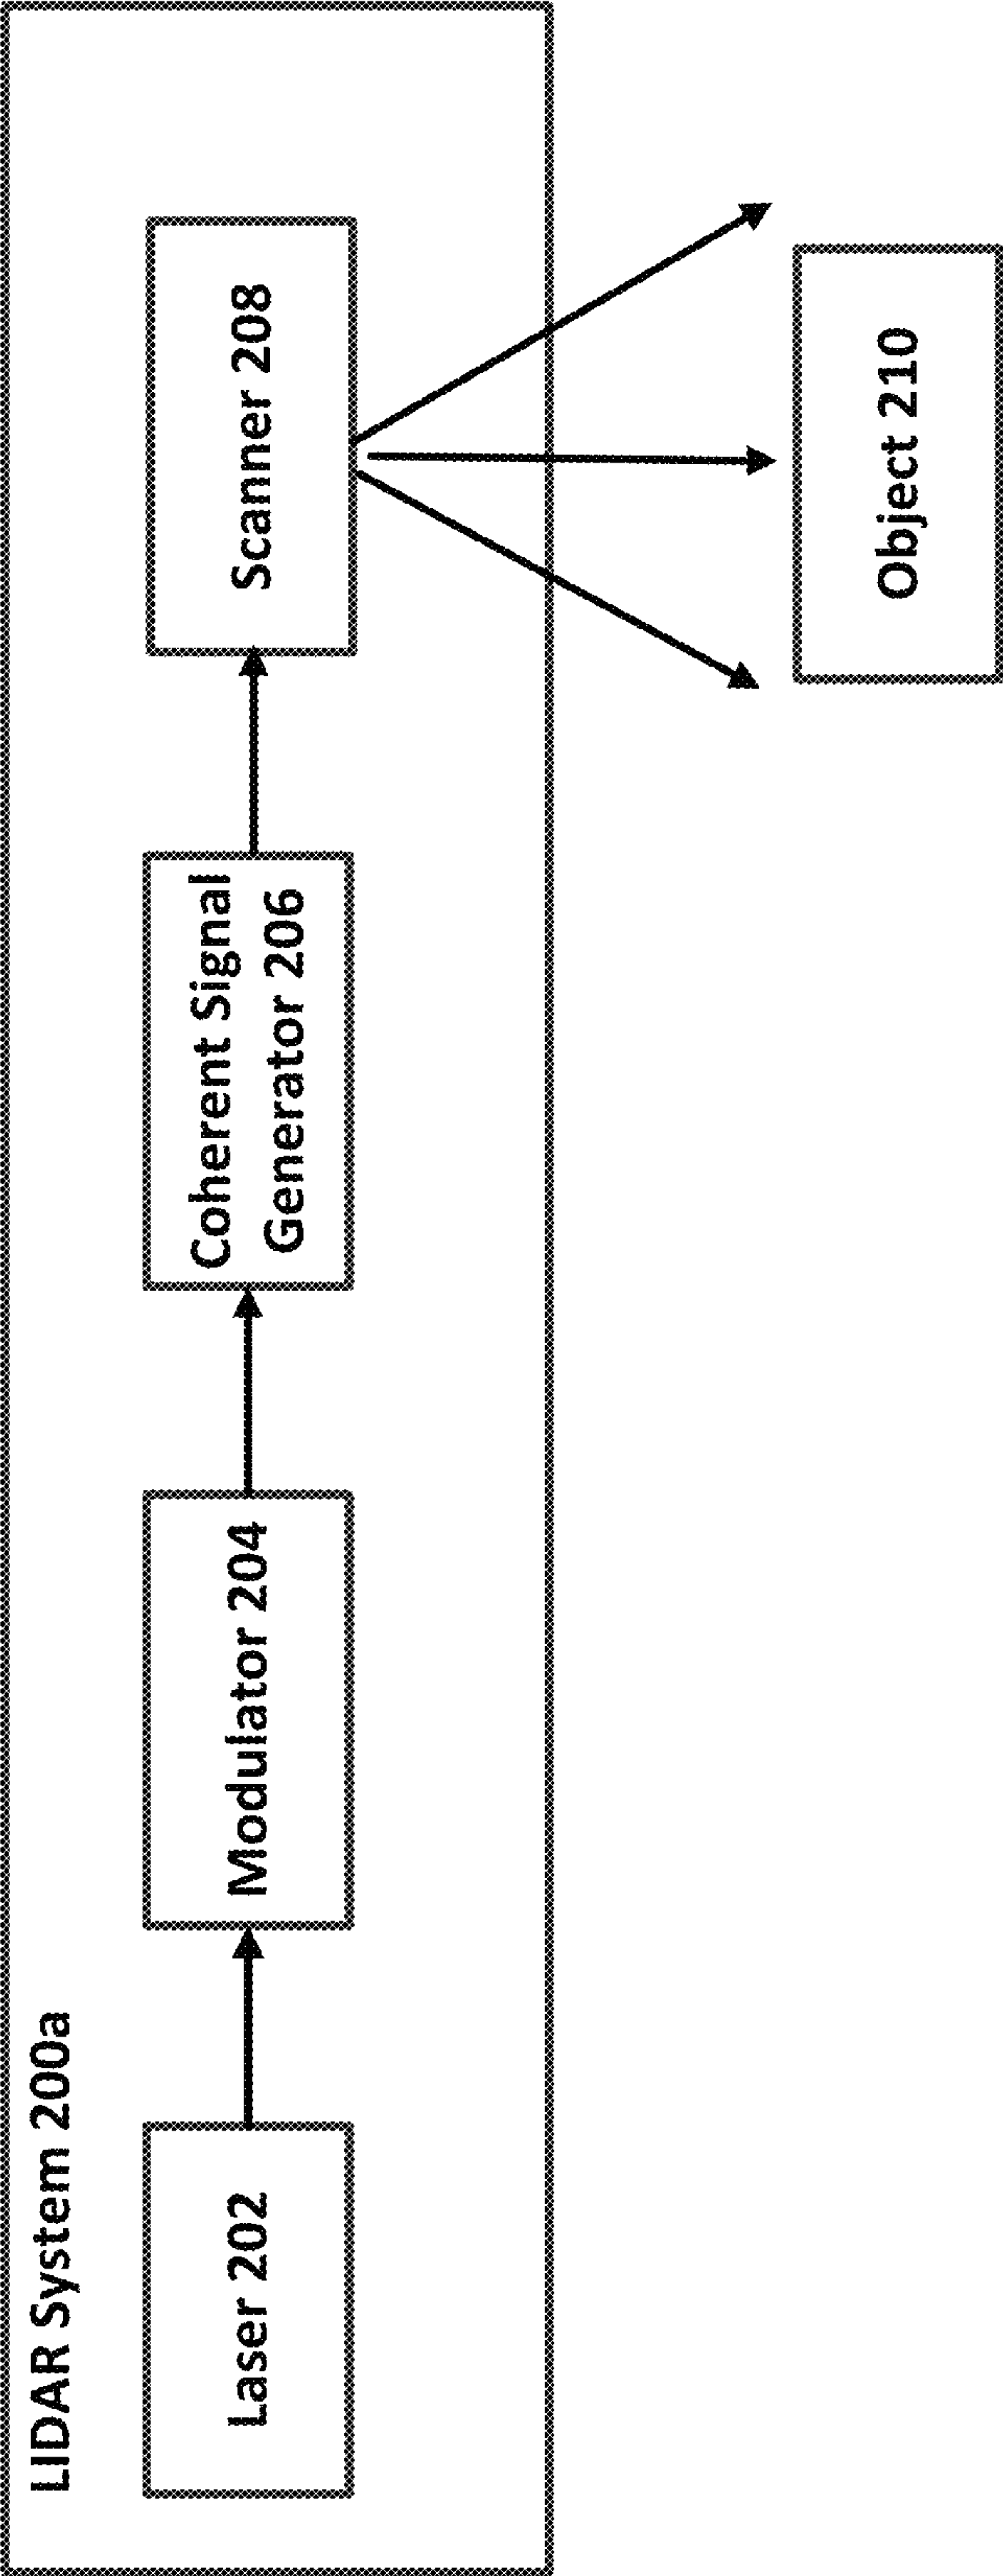 LIDAR System 200a
Laser 202
Modulator 204
Coherent Signal
Generator 206
Scanner 208
Object 210